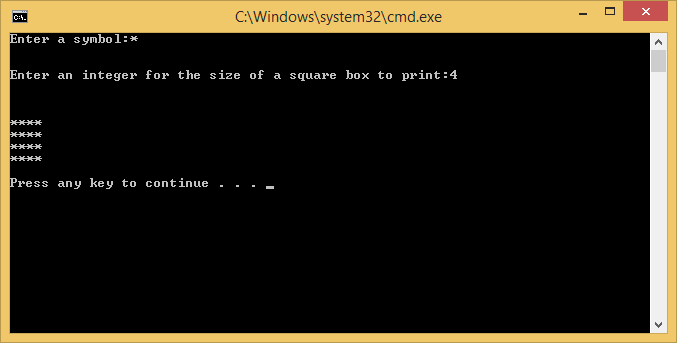 C:\Windows\system32\cmd.exe
Enter a symbol:*
Enter an integer for the size of a square box to print:4
****
****
****
****
Press any key to continue . . . _